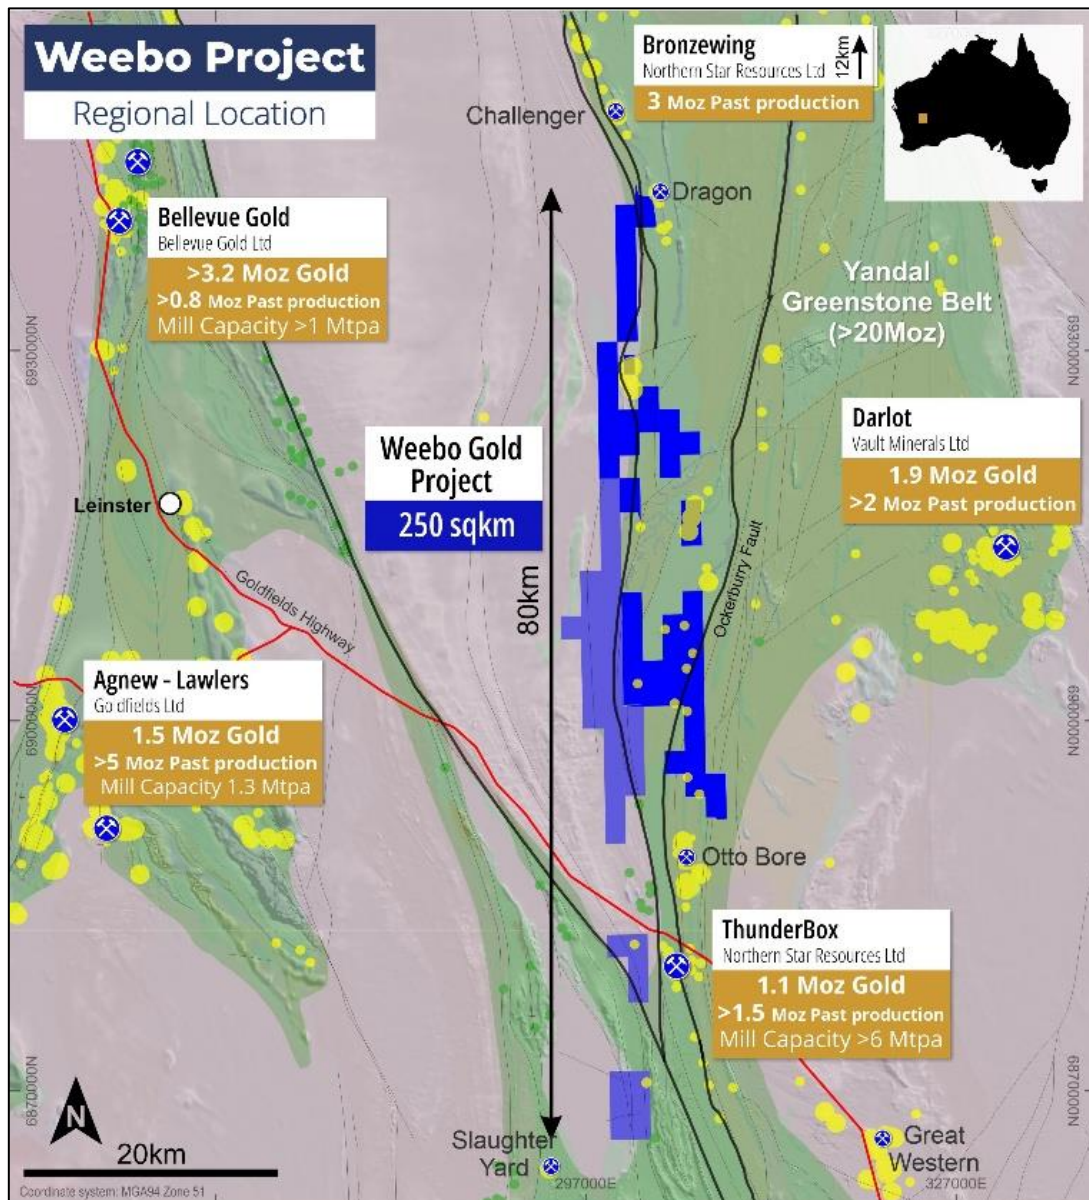 Weebo Project
Regional Location
Bronzewing
Northern Star Resources Ltd
12km
3 Moz Past production
Challenger
Dragon
Bellevue Gold
Bellevue Gold Ltd
>3.2 Moz Gold
>0.8 Moz Past production
Mill Capacity >1 Mtpa
Yandal
Greenstone Belt
(>20Moz)
6930000N
6930000N
Darlot
Vault Minerals Ltd
1.9 Moz Gold
>2 Moz Past production
Weebo Gold
Project
250 sqkm
Leinster
Goldfields Highway
80km
Ockerburry Fault
Agnew - Lawlers
Goldfields Ltd
1.5 Moz Gold
>5 Moz Past production
Mill Capacity 1.3 Mtpa
6900000N
6900000N
Otto Bore
ThunderBox
Northern Star Resources Ltd
1.1 Moz Gold
>1.5 Moz Past production
Mill Capacity >6 Mtpa
6870000N
6870000N
N
20km
Slaughter
Yard
Great
Western
297000E
327000E
Coordinate system: MGA94 Zone 51